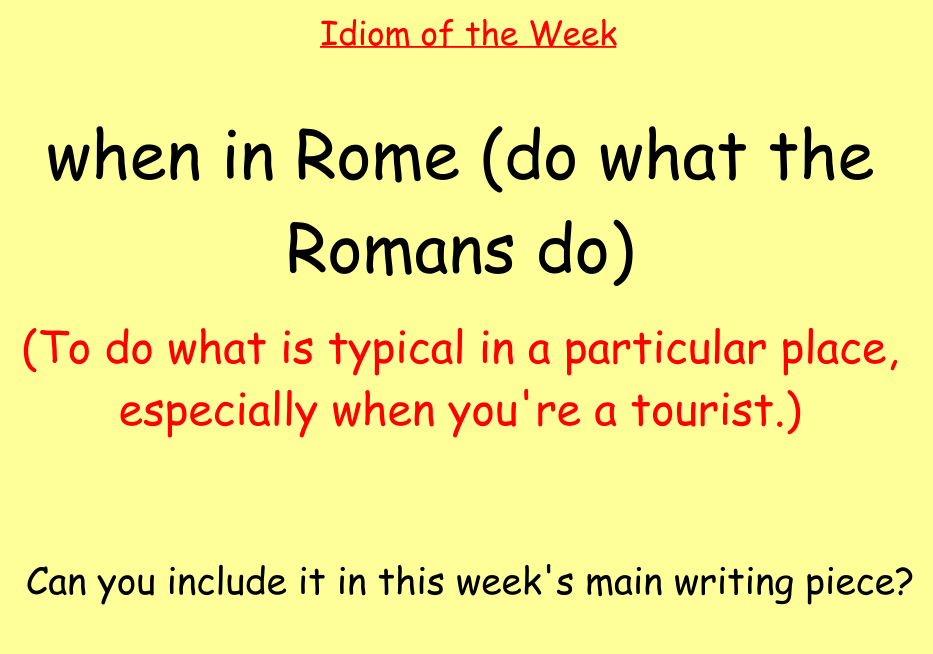 Idiom of the Week
when in Rome (do what the
Romans do)
(To do what is typical in a particular place,
especially when you're a tourist.)
Can you include it in this week's main writing piece?